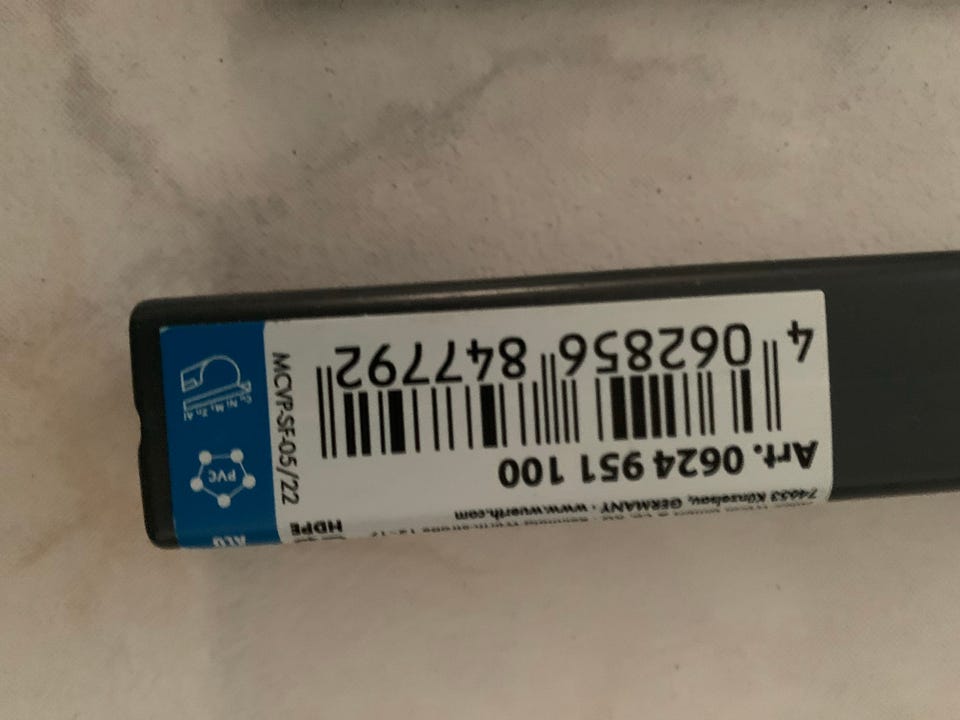 74653 Künzelsau, GERMANY · www.wuerth.com
Art. 0624 951 100
4 062856 847792
MCVP-SF-05/22
HDPE
ALU
PVC